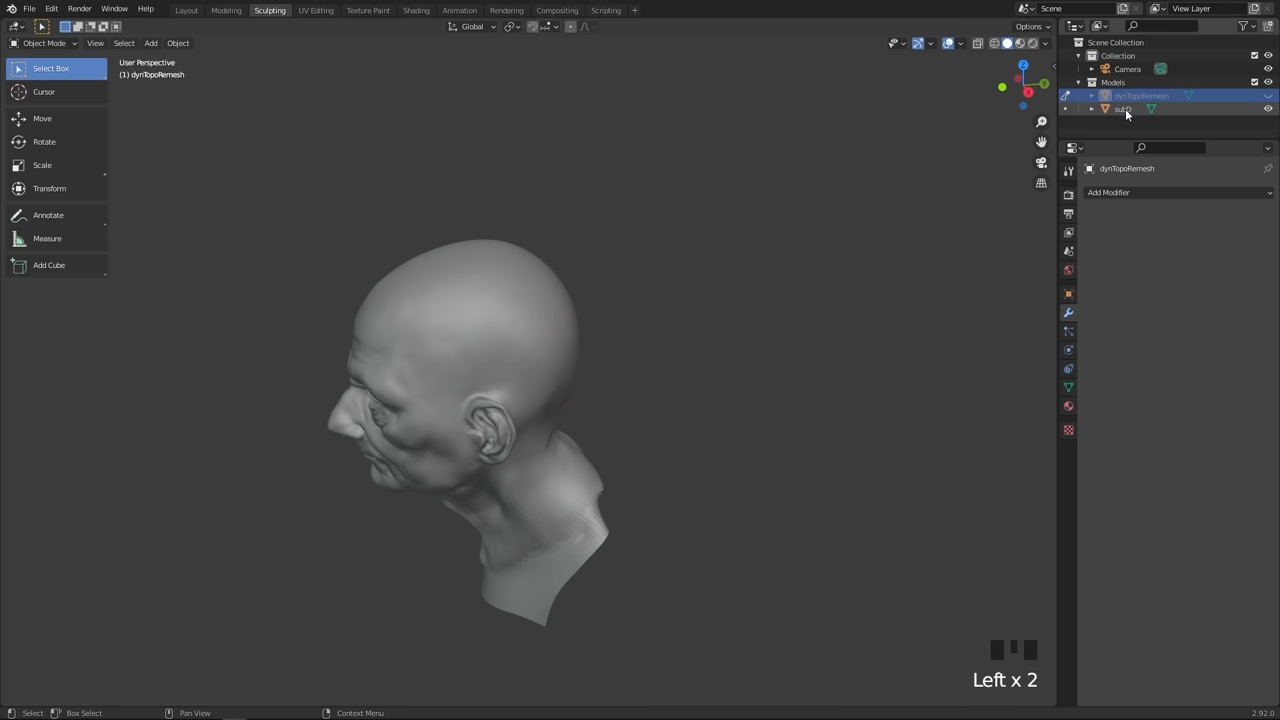 File Edit Render Window Help
Layout Modeling Sculpting UV Editing Texture Paint Shading Animation Rendering Compositing Scripting +
Scene
View Layer
Global
Options
Object Mode View Select Add Object
User Perspective
(1) dynTopoRemesh
Select Box
Cursor
Move
Rotate
Scale
Transform
Annotate
Measure
Add Cube
Z
Y
X
Scene Collection
Collection
Camera
Models
dynTopoRemesh
dynTopoRemesh
Add Modifier
Left x 2
Select
Box Select
Pan View
Context Menu
2.92.0